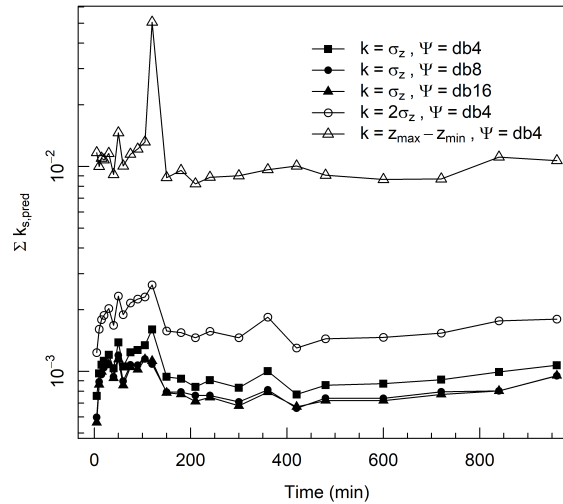 k = σz , Ψ = db4
k = σz , Ψ = db8
k = σz , Ψ = db16
k = 2σz , Ψ = db4
k = zmax − zmin , Ψ = db4
10−2
10−3
Σ ks,pred
0 200 400 600 800
Time (min)